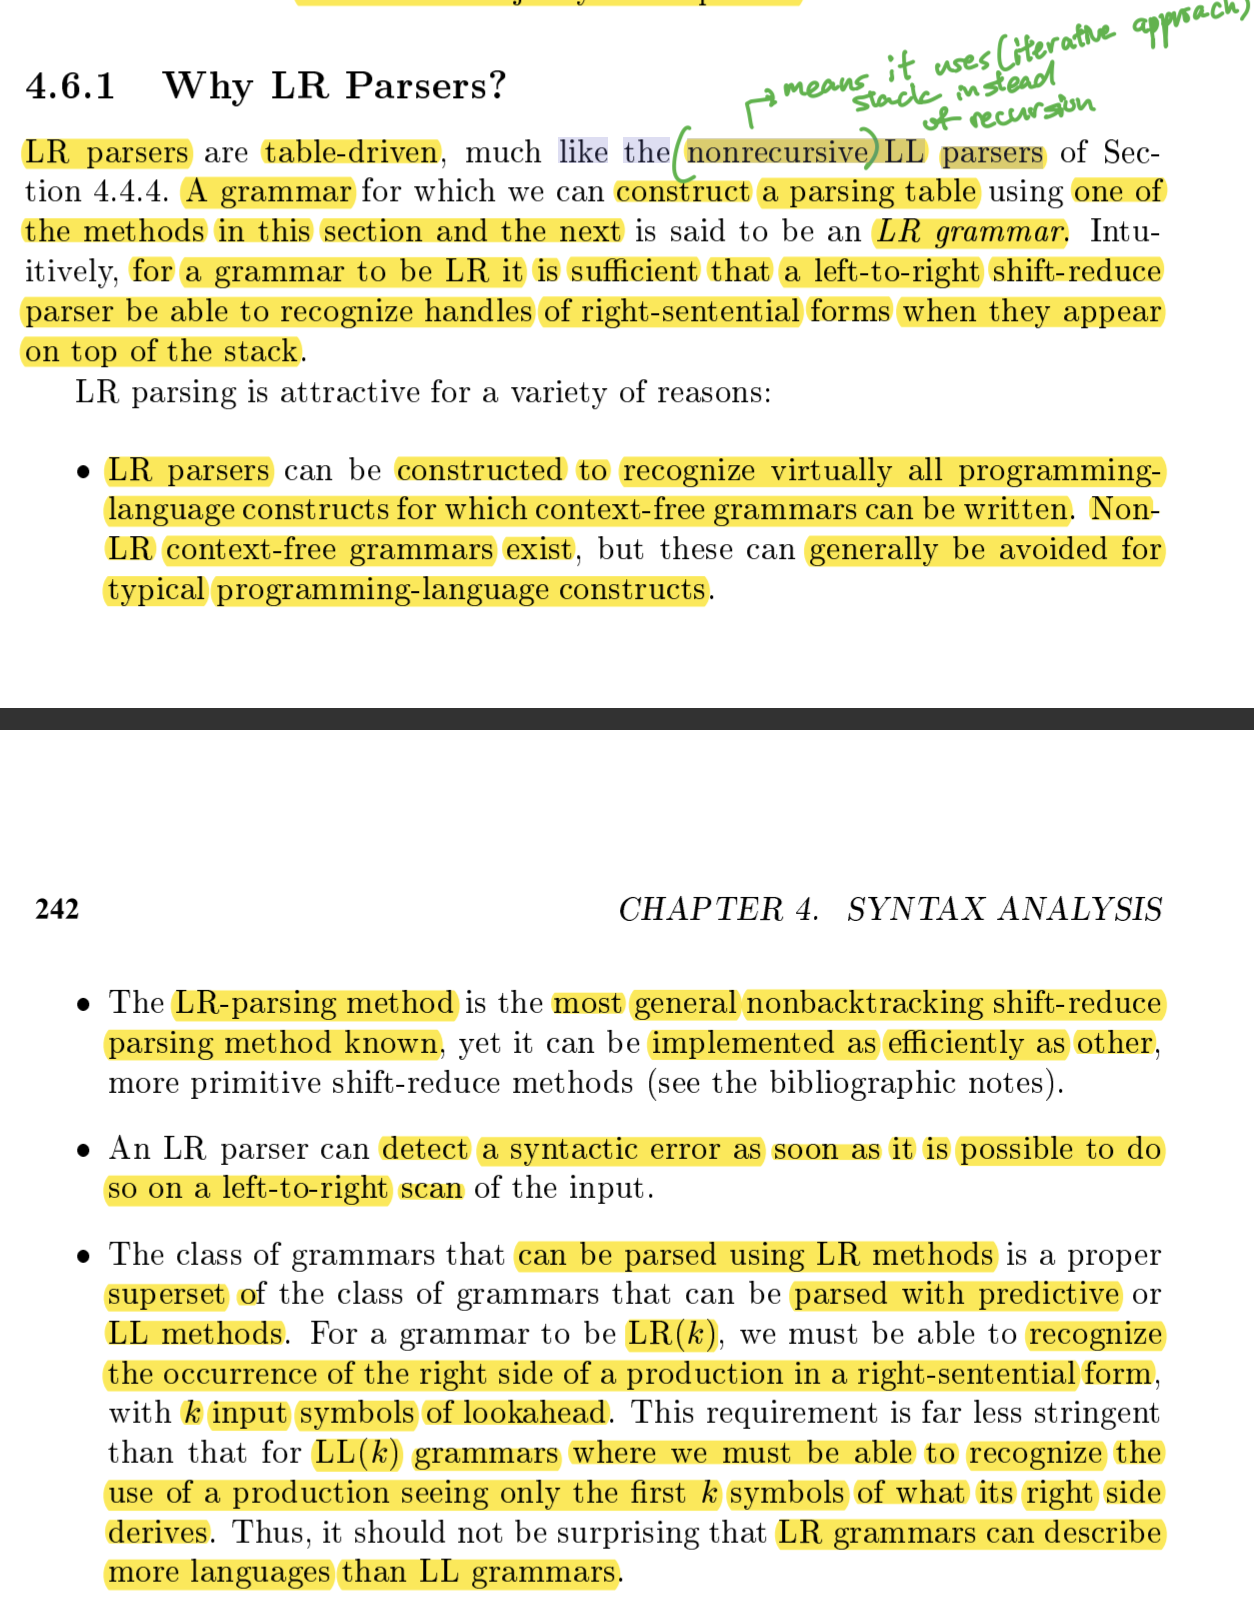 means it uses (iterative approach)
stack instead
of recursion
4.6.1 Why LR Parsers?
LR parsers are table-driven, much like the (nonrecursive) LL parsers of Sec-
tion 4.4.4. A grammar for which we can construct a parsing table using one of
the methods in this section and the next is said to be an LR grammar. Intu-
itively, for a grammar to be LR it is sufficient that a left-to-right shift-reduce
parser be able to recognize handles of right-sentential forms when they appear
on top of the stack.
LR parsing is attractive for a variety of reasons:
• LR parsers can be constructed to recognize virtually all programming-
language constructs for which context-free grammars can be written. Non-
LR context-free grammars exist, but these can generally be avoided for
typical programming-language constructs.
242 CHAPTER 4. SYNTAX ANALYSIS
• The LR-parsing method is the most general nonbacktracking shift-reduce
parsing method known, yet it can be implemented as efficiently as other,
more primitive shift-reduce methods (see the bibliographic notes).
• An LR parser can detect a syntactic error as soon as it is possible to do
so on a left-to-right scan of the input.
• The class of grammars that can be parsed using LR methods is a proper
superset of the class of grammars that can be parsed with predictive or
LL methods. For a grammar to be LR(k), we must be able to recognize
the occurrence of the right side of a production in a right-sentential form,
with k input symbols of lookahead. This requirement is far less stringent
than that for LL(k) grammars where we must be able to recognize the
use of a production seeing only the first k symbols of what its right side
derives. Thus, it should not be surprising that LR grammars can describe
more languages than LL grammars.